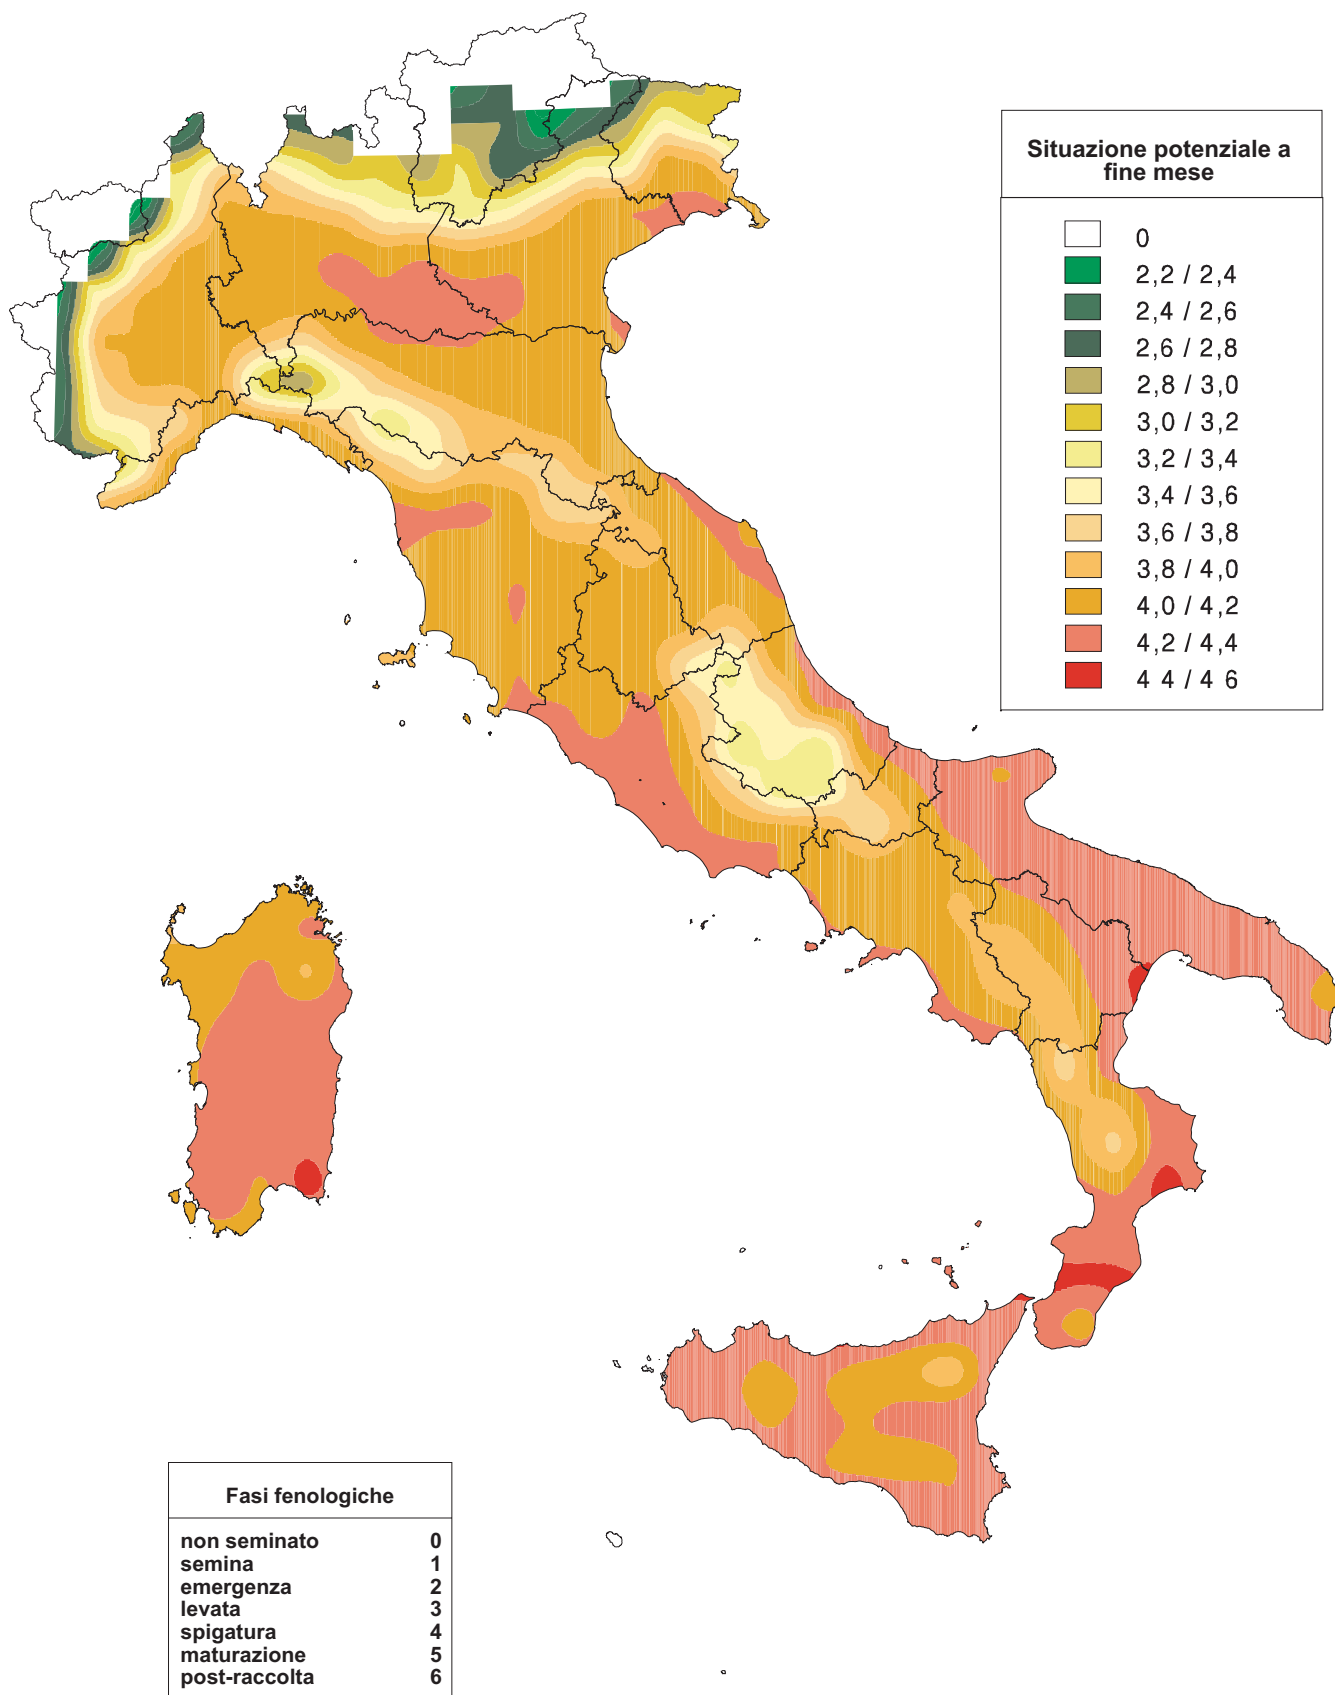 Situazione potenziale a
fine mese
0
2,2 / 2,4
2,4 / 2,6
2,6 / 2,8
2,8 / 3,0
3,0 / 3,2
3,2 / 3,4
3,4 / 3,6
3,6 / 3,8
3,8 / 4,0
4,0 / 4,2
4,2 / 4,4
4 4 / 4 6
Fasi fenologiche
non seminato 0
semina 1
emergenza 2
levata 3
spigatura 4
maturazione 5
post-raccolta 6